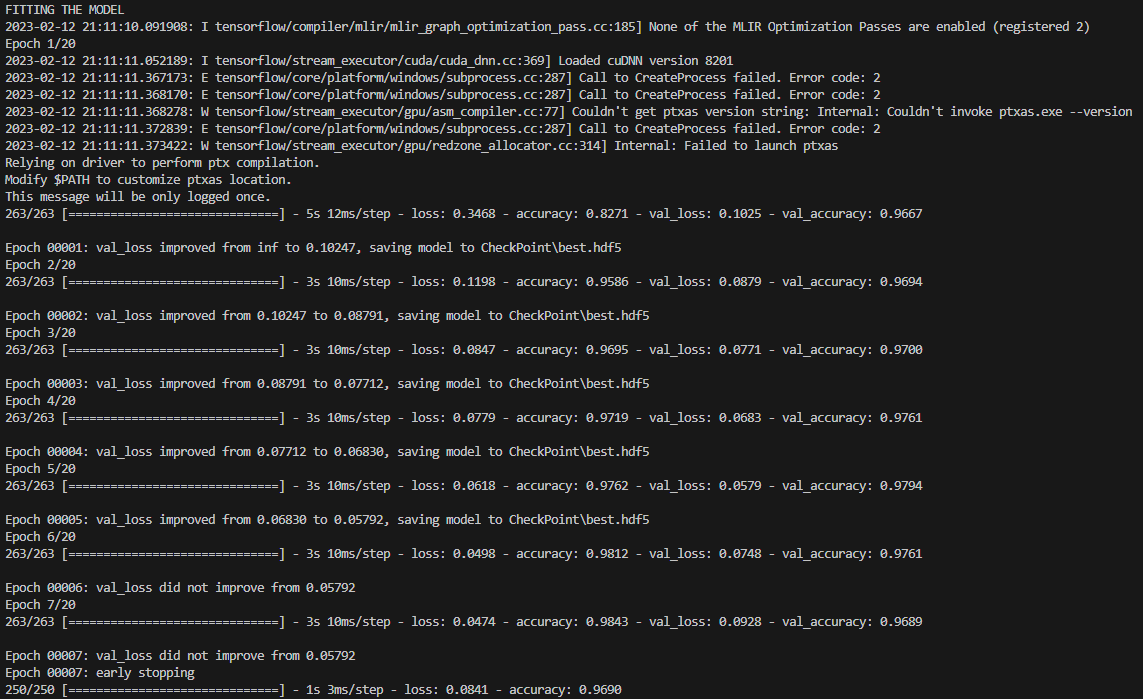 FITTING THE MODEL
2023-02-12 21:11:10.091908: I tensorflow/compiler/mlir/mlir_graph_optimization_pass.cc:185] None of the MLIR Optimization Passes are enabled (registered 2)
Epoch 1/20
2023-02-12 21:11:11.052189: I tensorflow/stream_executor/cuda/cuda_dnn.cc:369] Loaded cuDNN version 8201
2023-02-12 21:11:11.367173: E tensorflow/core/platform/windows/subprocess.cc:287] Call to CreateProcess failed. Error code: 2
2023-02-12 21:11:11.368170: E tensorflow/core/platform/windows/subprocess.cc:287] Call to CreateProcess failed. Error code: 2
2023-02-12 21:11:11.368278: W tensorflow/stream_executor/gpu/asm_compiler.cc:77] Couldn't get ptxas version string: Internal: Couldn't invoke ptxas.exe --version
2023-02-12 21:11:11.372839: E tensorflow/core/platform/windows/subprocess.cc:287] Call to CreateProcess failed. Error code: 2
2023-02-12 21:11:11.373422: W tensorflow/stream_executor/gpu/redzone_allocator.cc:314] Internal: Failed to launch ptxas
Relying on driver to perform ptx compilation.
Modify $PATH to customize ptxas location.
This message will be only logged once.
263/263 [==============================] - 5s 12ms/step - loss: 0.3468 - accuracy: 0.8271 - val_loss: 0.1025 - val_accuracy: 0.9667
Epoch 00001: val_loss improved from inf to 0.10247, saving model to CheckPoint\best.hdf5
Epoch 2/20
263/263 [==============================] - 3s 10ms/step - loss: 0.1198 - accuracy: 0.9586 - val_loss: 0.0879 - val_accuracy: 0.9694
Epoch 00002: val_loss improved from 0.10247 to 0.08791, saving model to CheckPoint\best.hdf5
Epoch 3/20
263/263 [==============================] - 3s 10ms/step - loss: 0.0847 - accuracy: 0.9695 - val_loss: 0.0771 - val_accuracy: 0.9700
Epoch 00003: val_loss improved from 0.08791 to 0.07712, saving model to CheckPoint\best.hdf5
Epoch 4/20
263/263 [==============================] - 3s 10ms/step - loss: 0.0779 - accuracy: 0.9719 - val_loss: 0.0683 - val_accuracy: 0.9761
Epoch 00004: val_loss improved from 0.07712 to 0.06830, saving model to CheckPoint\best.hdf5
Epoch 5/20
263/263 [==============================] - 3s 10ms/step - loss: 0.0618 - accuracy: 0.9762 - val_loss: 0.0579 - val_accuracy: 0.9794
Epoch 00005: val_loss improved from 0.06830 to 0.05792, saving model to CheckPoint\best.hdf5
Epoch 6/20
263/263 [==============================] - 3s 10ms/step - loss: 0.0498 - accuracy: 0.9812 - val_loss: 0.0748 - val_accuracy: 0.9761
Epoch 00006: val_loss did not improve from 0.05792
Epoch 7/20
263/263 [==============================] - 3s 10ms/step - loss: 0.0474 - accuracy: 0.9843 - val_loss: 0.0928 - val_accuracy: 0.9689
Epoch 00007: val_loss did not improve from 0.05792
Epoch 00007: early stopping
250/250 [==============================] - 1s 3ms/step - loss: 0.0841 - accuracy: 0.9690